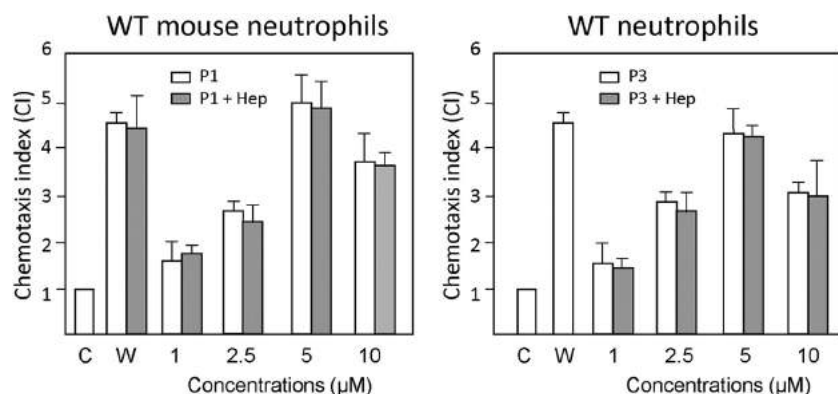 WT mouse neutrophils
Chemotaxis index (CI)
6
5
4
3
2
1
P1
P1 + Hep
C W 1 2.5 5 10
Concentrations (µM)
WT neutrophils
Chemotaxis index (CI)
6
5
4
3
2
1
P3
P3 + Hep
C W 1 2.5 5 10
Concentrations (µM)